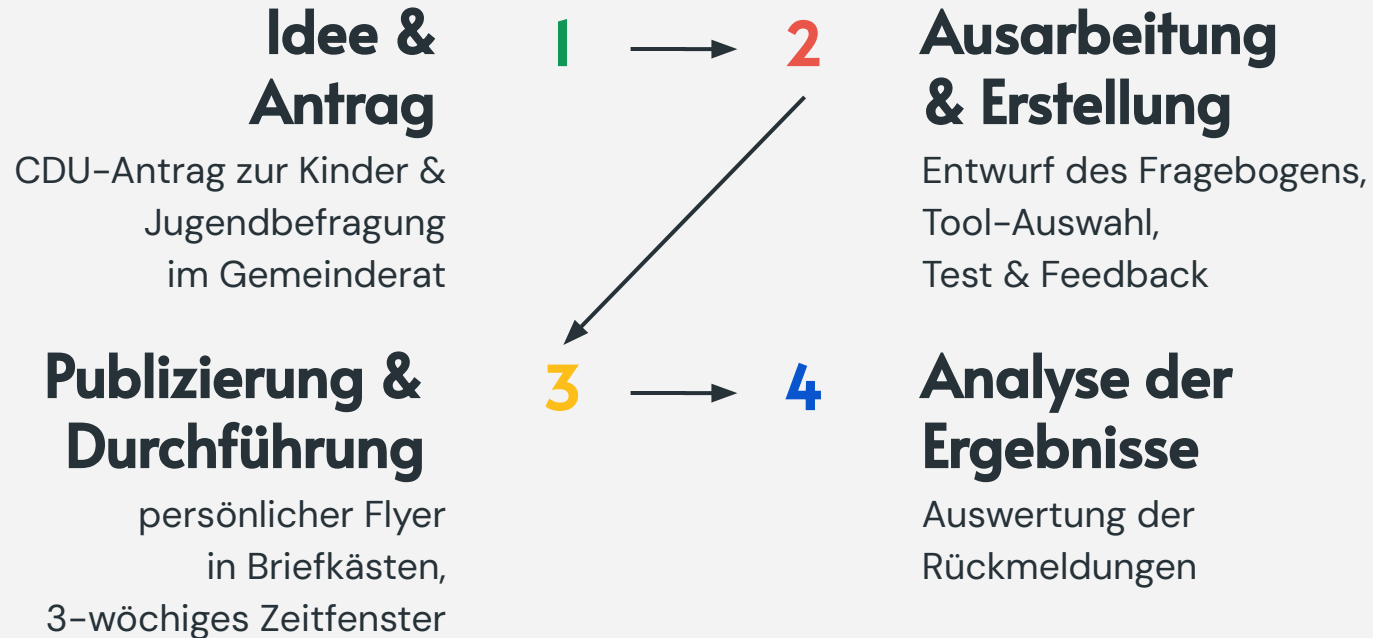 Idee &
Antrag
CDU-Antrag zur Kinder &
Jugendbefragung
im Gemeinderat
1
2
Ausarbeitung
& Erstellung
Entwurf des Fragebogens,
Tool-Auswahl,
Test & Feedback
Publizierung &
Durchführung
persönlicher Flyer
in Briefkästen,
3-wöchiges Zeitfenster
3
4
Analyse der
Ergebnisse
Auswertung der
Rückmeldungen